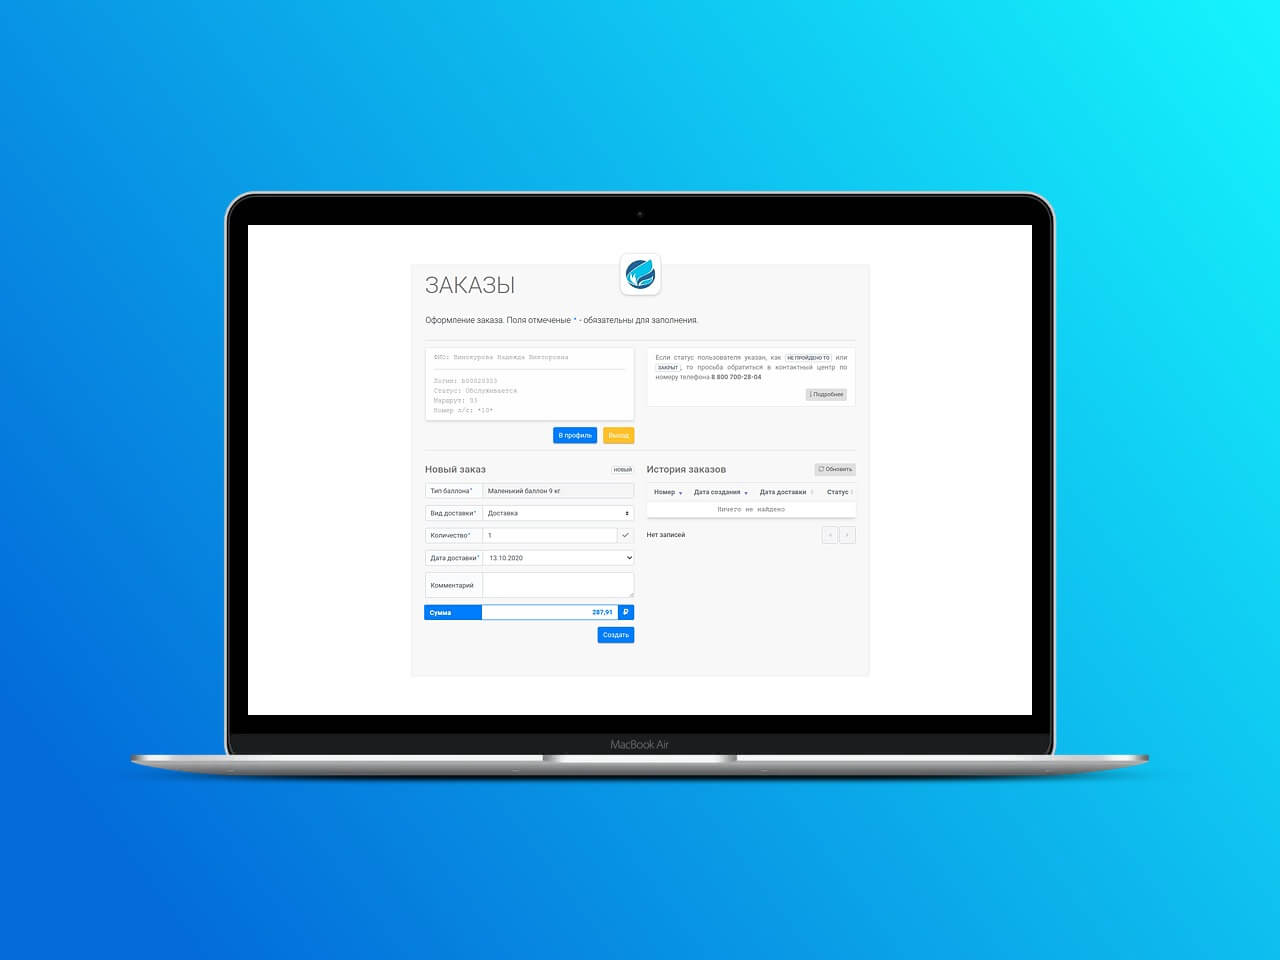 ЗАКАЗЫ
Оформление заказа. Поля отмеченые * - обязательны для заполнения.
ФИО: Винокурова Надежда Викторовна
Логин: Б00020333
Статус: Обслуживается
Маршрут: 53
Номер л/с: *10*
В профиль
Выход
Если статус пользователя указан, как НЕ ПРОЙДЕНО ТО или
ЗАКРЫТ, то просьба обратиться в контактный центр по
номеру телефона 8 800 700-28-04
Подробнее
Новый заказ
НОВЫЙ
Тип баллона* Маленький баллон 9 кг
Вид доставки* Доставка
Количество* 1
Дата доставки* 13.10.2020
Комментарий
Сумма 287,91 ₽
Создать
История заказов
Обновить
Номер Дата создания Дата доставки Статус
Ничего не найдено
Нет записей
MacBook Air